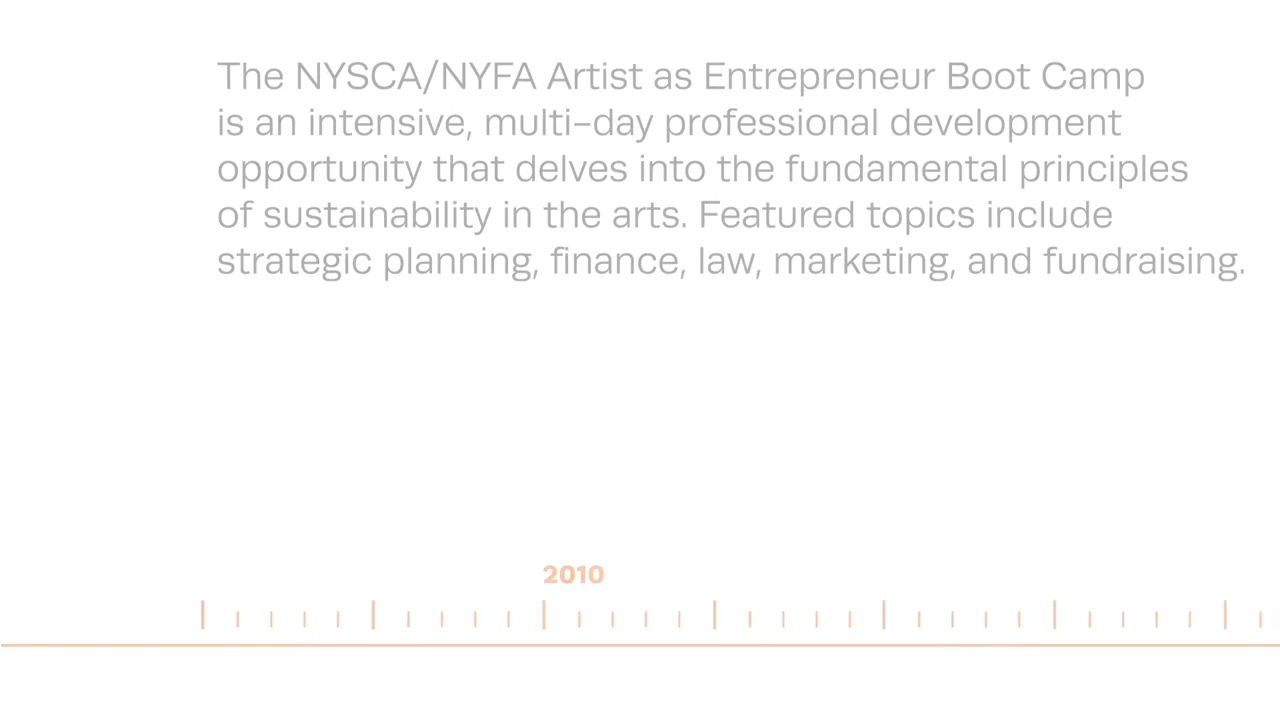 The NYSCA/NYFA Artist as Entrepreneur Boot Camp
is an intensive, multi-day professional development
opportunity that delves into the fundamental principles
of sustainability in the arts. Featured topics include
strategic planning, finance, law, marketing, and fundraising.
2010